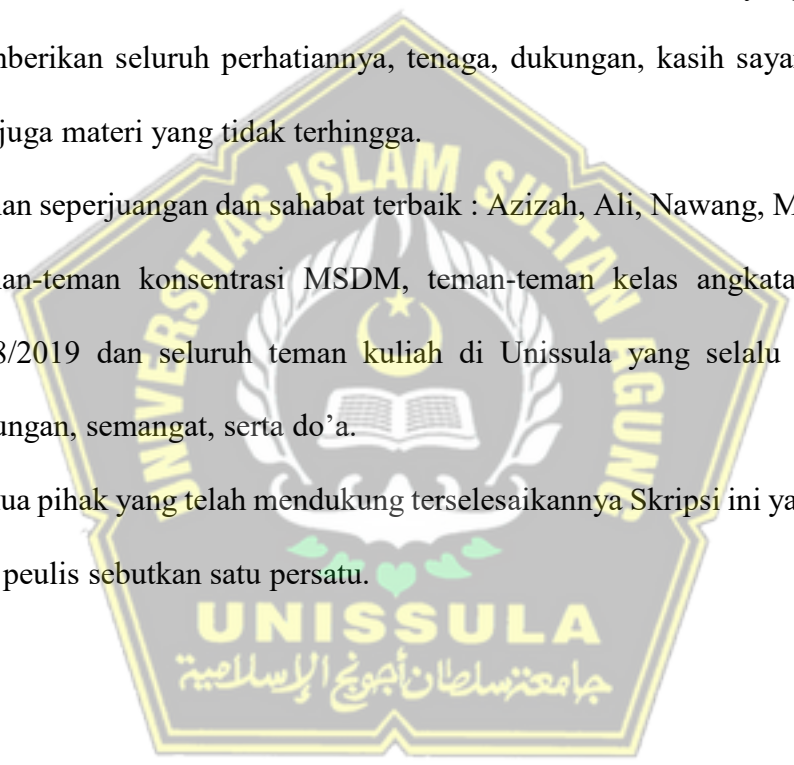 mberikan seluruh perhatiannya, tenaga, dukungan, kasih saya
juga materi yang tidak terhingga.
an seperjuangan dan sahabat terbaik : Azizah, Ali, Nawang, M
nan-teman konsentrasi MSDM, teman-teman kelas angkata
8/2019 dan seluruh teman kuliah di Unissula yang selalu
ungan, semangat, serta do’a.
ua pihak yang telah mendukung terselesaikannya Skripsi ini ya
peulis sebutkan satu persatu.
UNIVERSITAS ISLAM SULTAN AGUNG
UNISSULA
جامعة سلطان أجونج الإسلامية